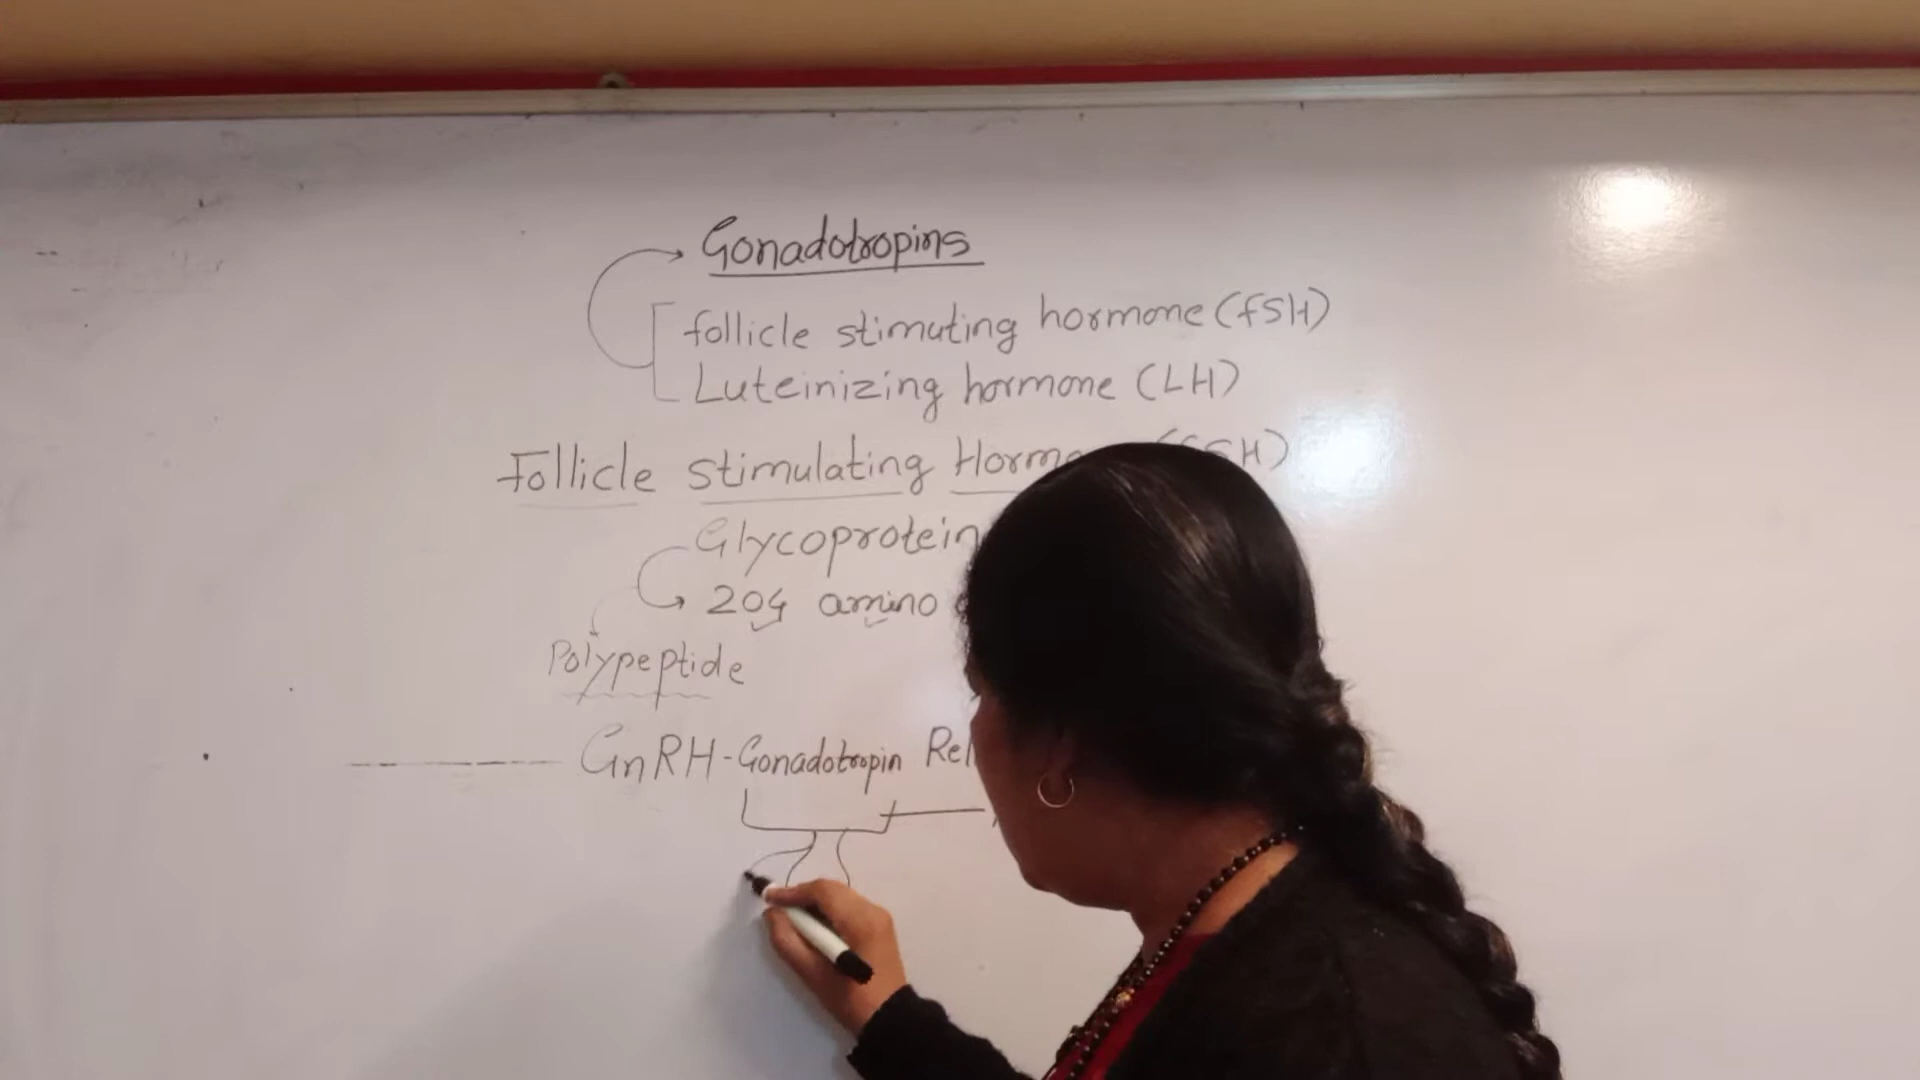 Gonadotropins
follicle stimuting hormone (fSH)
Luteinizing hormone (LH)
Follicle stimulating
Glycoprotein
204 amino
Polypeptide
GnRH-Gonadotropin